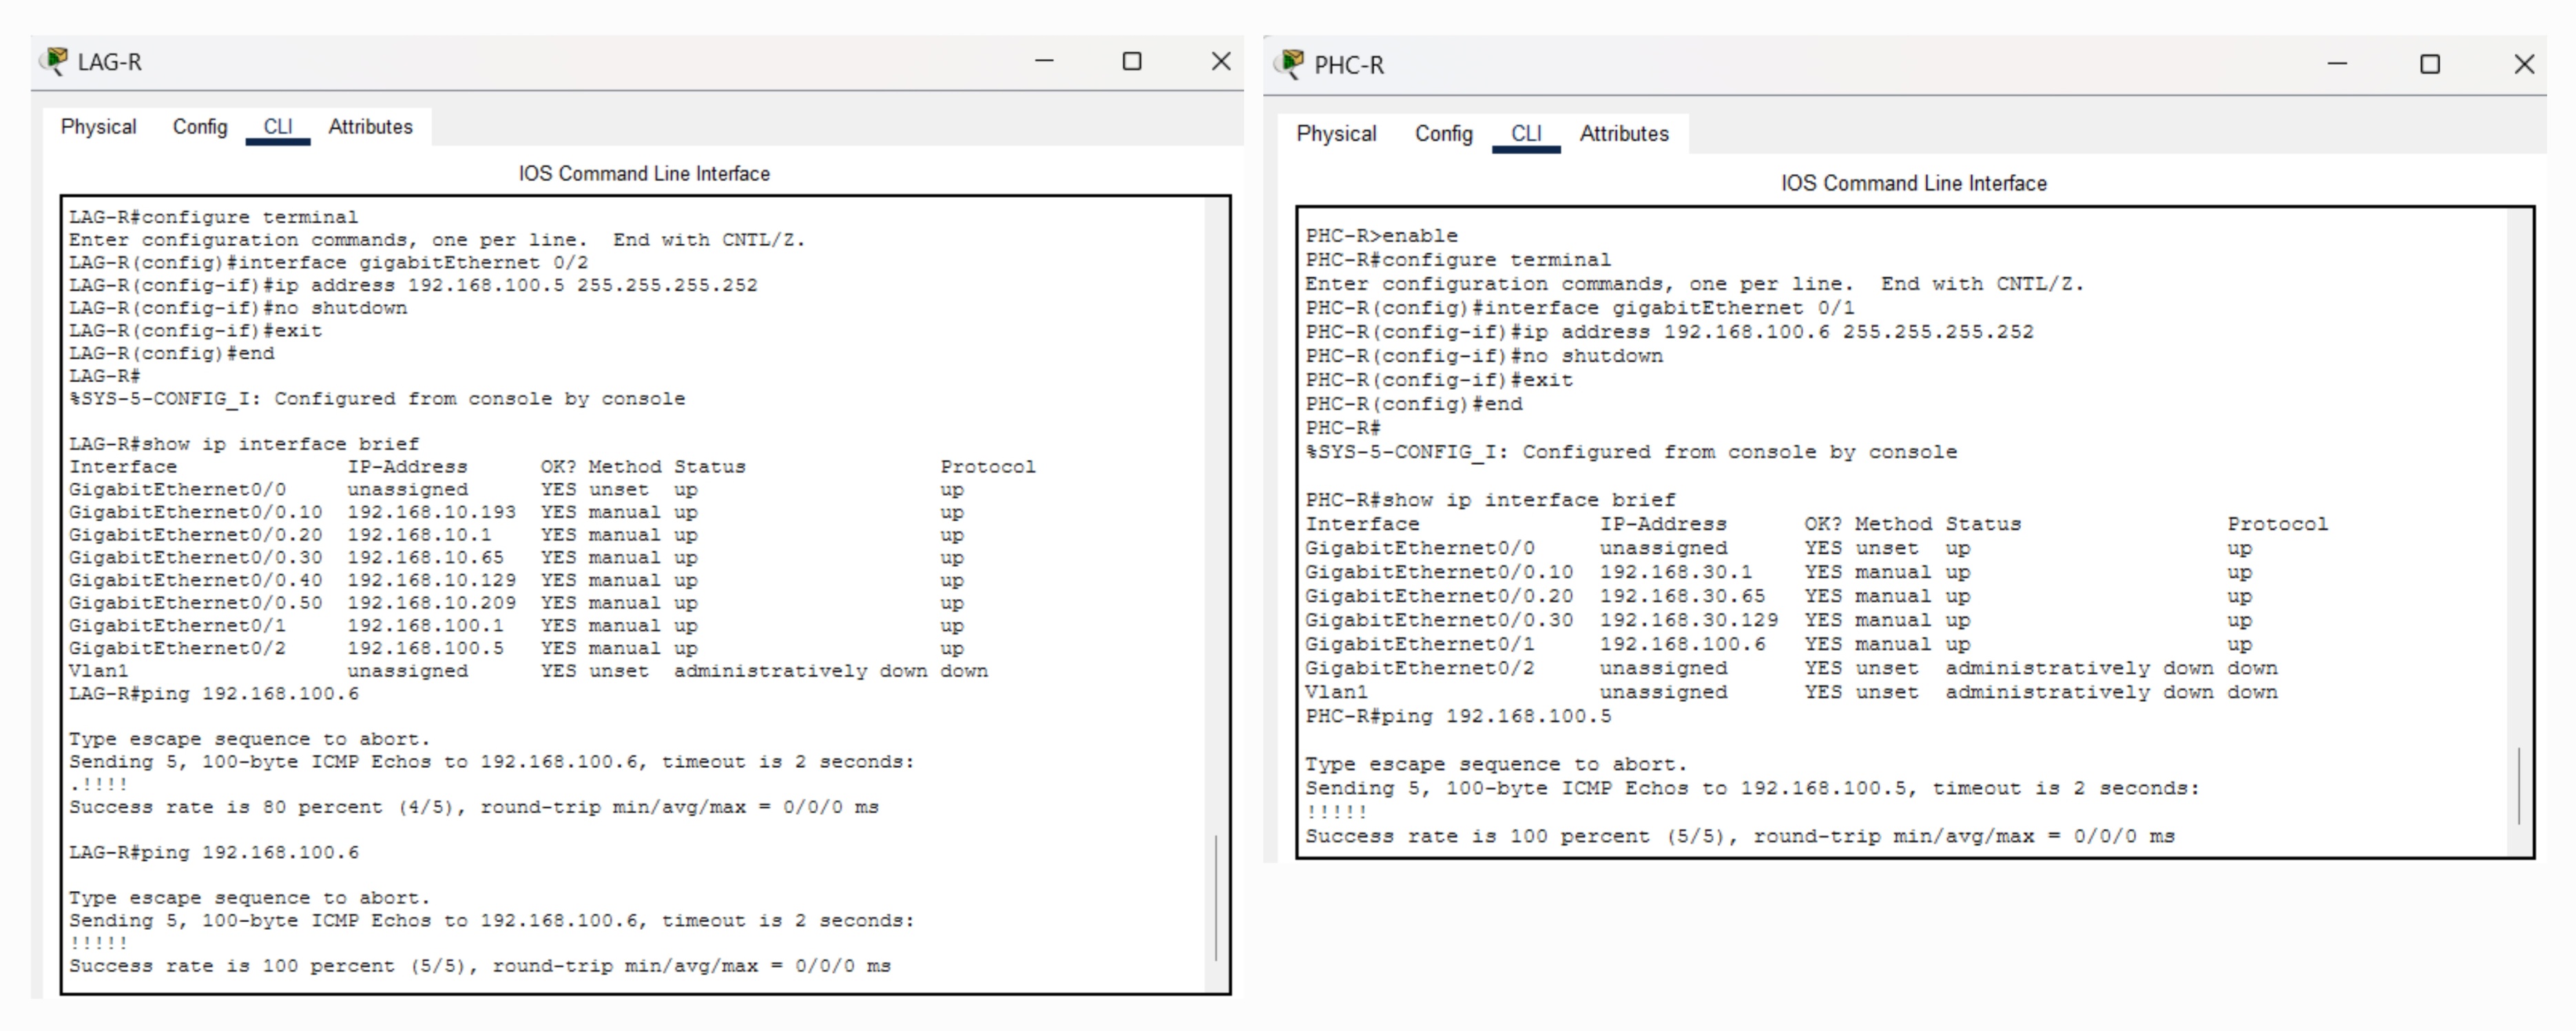 LAG-R
Physical Config CLI Attributes
IOS Command Line Interface
LAG-R#configure terminal
Enter configuration commands, one per line.  End with CNTL/Z.
LAG-R(config)#interface gigabitEthernet 0/2
LAG-R(config-if)#ip address 192.168.100.5 255.255.255.252
LAG-R(config-if)#no shutdown
LAG-R(config-if)#exit
LAG-R(config)#end
LAG-R#
%SYS-5-CONFIG_I: Configured from console by console
LAG-R#show ip interface brief
Interface              IP-Address      OK? Method Status                Protocol
GigabitEthernet0/0     unassigned      YES unset  up                    up
GigabitEthernet0/0.10  192.168.10.193  YES manual up                    up
GigabitEthernet0/0.20  192.168.10.1    YES manual up                    up
GigabitEthernet0/0.30  192.168.10.65   YES manual up                    up
GigabitEthernet0/0.40  192.168.10.129  YES manual up                    up
GigabitEthernet0/0.50  192.168.10.209  YES manual up                    up
GigabitEthernet0/1     192.168.100.1   YES manual up                    up
GigabitEthernet0/2     192.168.100.5   YES manual up                    up
Vlan1                  unassigned      YES unset  administratively down down
LAG-R#ping 192.168.100.6
Type escape sequence to abort.
Sending 5, 100-byte ICMP Echos to 192.168.100.6, timeout is 2 seconds:
.!!!!
Success rate is 80 percent (4/5), round-trip min/avg/max = 0/0/0 ms
LAG-R#ping 192.168.100.6
Type escape sequence to abort.
Sending 5, 100-byte ICMP Echos to 192.168.100.6, timeout is 2 seconds:
!!!!!
Success rate is 100 percent (5/5), round-trip min/avg/max = 0/0/0 ms
PHC-R
Physical Config CLI Attributes
IOS Command Line Interface
PHC-R>enable
PHC-R#configure terminal
Enter configuration commands, one per line.  End with CNTL/Z.
PHC-R(config)#interface gigabitEthernet 0/1
PHC-R(config-if)#ip address 192.168.100.6 255.255.255.252
PHC-R(config-if)#no shutdown
PHC-R(config-if)#exit
PHC-R(config)#end
PHC-R#
%SYS-5-CONFIG_I: Configured from console by console
PHC-R#show ip interface brief
Interface              IP-Address      OK? Method Status                Protocol
GigabitEthernet0/0     unassigned      YES unset  up                    up
GigabitEthernet0/0.10  192.168.30.1    YES manual up                    up
GigabitEthernet0/0.20  192.168.30.65   YES manual up                    up
GigabitEthernet0/0.30  192.168.30.129  YES manual up                    up
GigabitEthernet0/1     192.168.100.6   YES manual up                    up
GigabitEthernet0/2     unassigned      YES unset  administratively down down
Vlan1                  unassigned      YES unset  administratively down down
PHC-R#ping 192.168.100.5
Type escape sequence to abort.
Sending 5, 100-byte ICMP Echos to 192.168.100.5, timeout is 2 seconds:
!!!!!
Success rate is 100 percent (5/5), round-trip min/avg/max = 0/0/0 ms